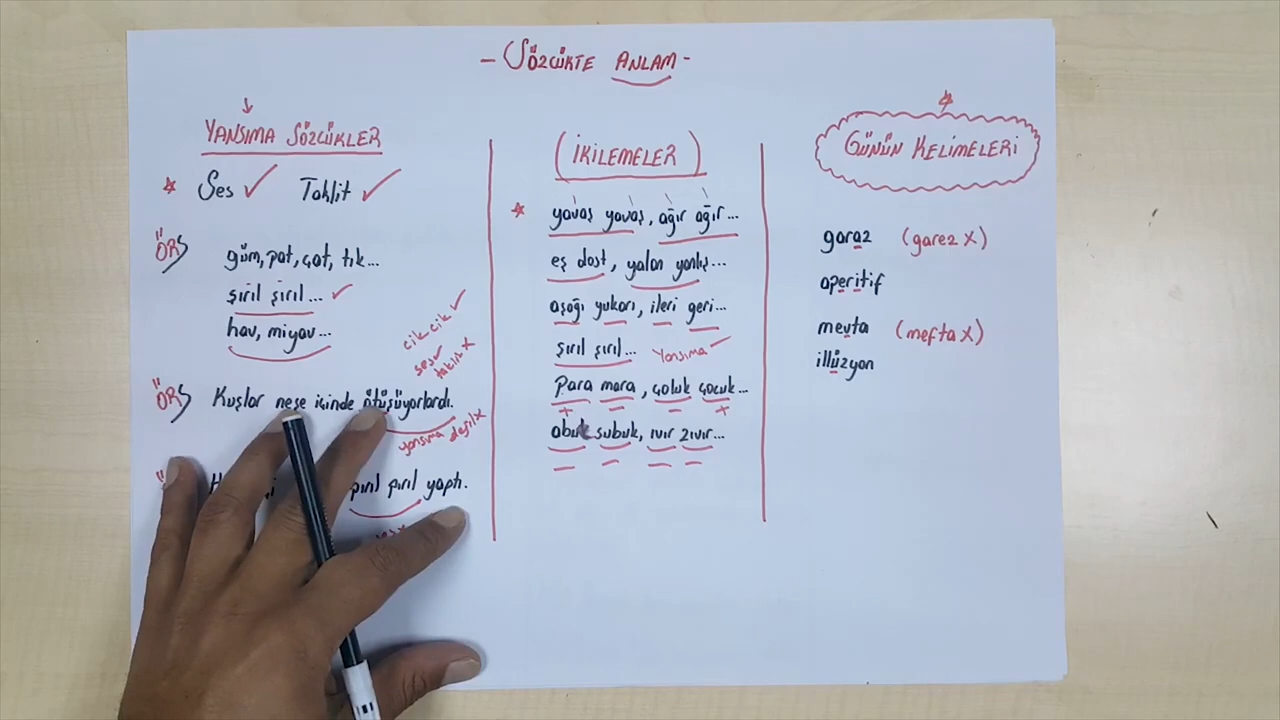 - SÖZCÜKTE ANLAM -
YANSIMA SÖZCÜKLER
Ses ✓ Taklit ✓
ÖRS
güm, pat, çat, tık...
şırıl şırıl... ✓
hav, miyav...
cik cik ✓
ses ✓
taklit X
ÖRS
Kuşlar neşe içinde ötüşüyorlardı.
yansıma değil X
pırıl pırıl yaptı.
(İKİLEMELER)
yavaş yavaş, ağır ağır...
eş dost, yalan yanlış...
aşağı yukarı, ileri geri...
şırıl şırıl... Yansıma ✓
Para mara, çoluk çocuk...
+ - - +
abuk subuk, ıvır zıvır...
GÜNÜN KELİMELERİ
garaz (garez X)
aperitif
mevta (mefta X)
illüzyon